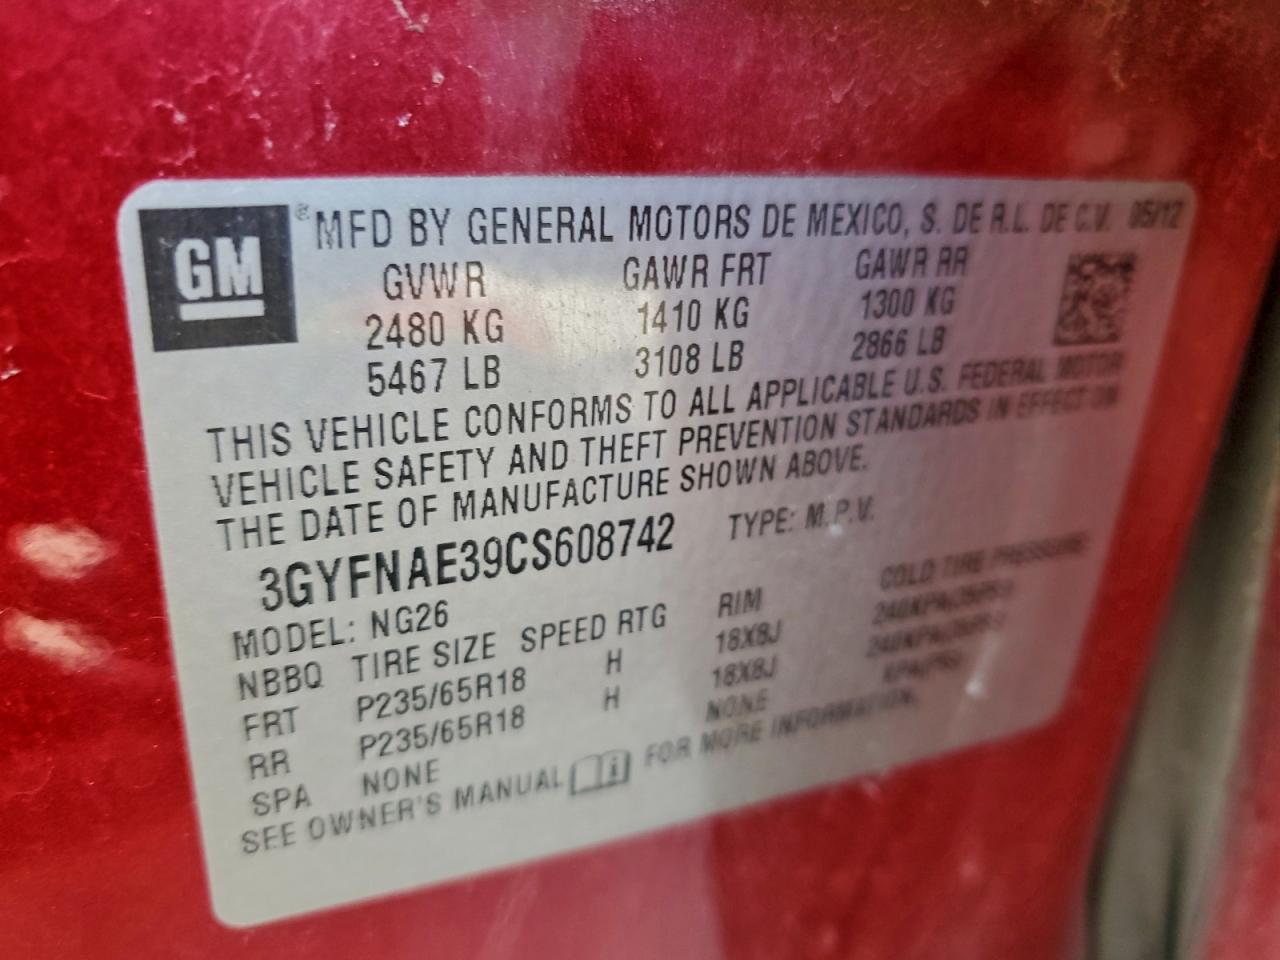 GM
® MFD BY GENERAL MOTORS DE MEXICO, S. DE R.L. DE C.V. 05/12
GVWR GAWR FRT GAWR RR
2480 KG 1410 KG 1300 KG
5467 LB 3108 LB 2866 LB
THIS VEHICLE CONFORMS TO ALL APPLICABLE U.S. FEDERAL MOTOR
VEHICLE SAFETY AND THEFT PREVENTION STANDARDS IN EFFECT ON
THE DATE OF MANUFACTURE SHOWN ABOVE.
3GYFNAE39CS608742 TYPE: M.P.V.
MODEL: NG26
NBBQ TIRE SIZE SPEED RTG RIM COLD TIRE PRESSURE
FRT P235/65R18 H 18X8J
RR P235/65R18 H 18X8J
SPA NONE NONE
SEE OWNER'S MANUAL FOR MORE INFORMATION.